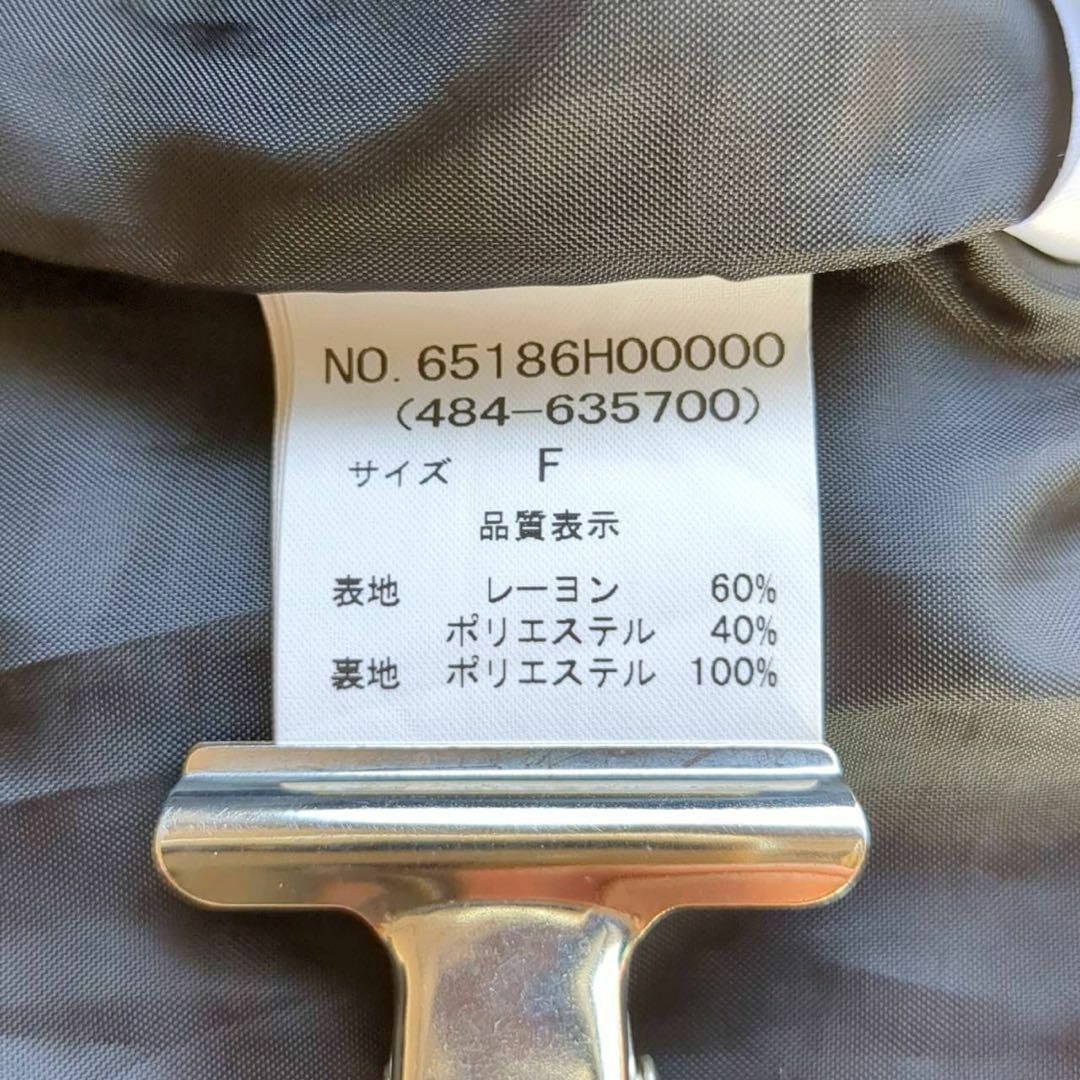 NO. 65186H00000
(484-635700)
サイズ F
品質表示
表地 レーヨン 60%
ポリエステル 40%
裏地 ポリエステル 100%